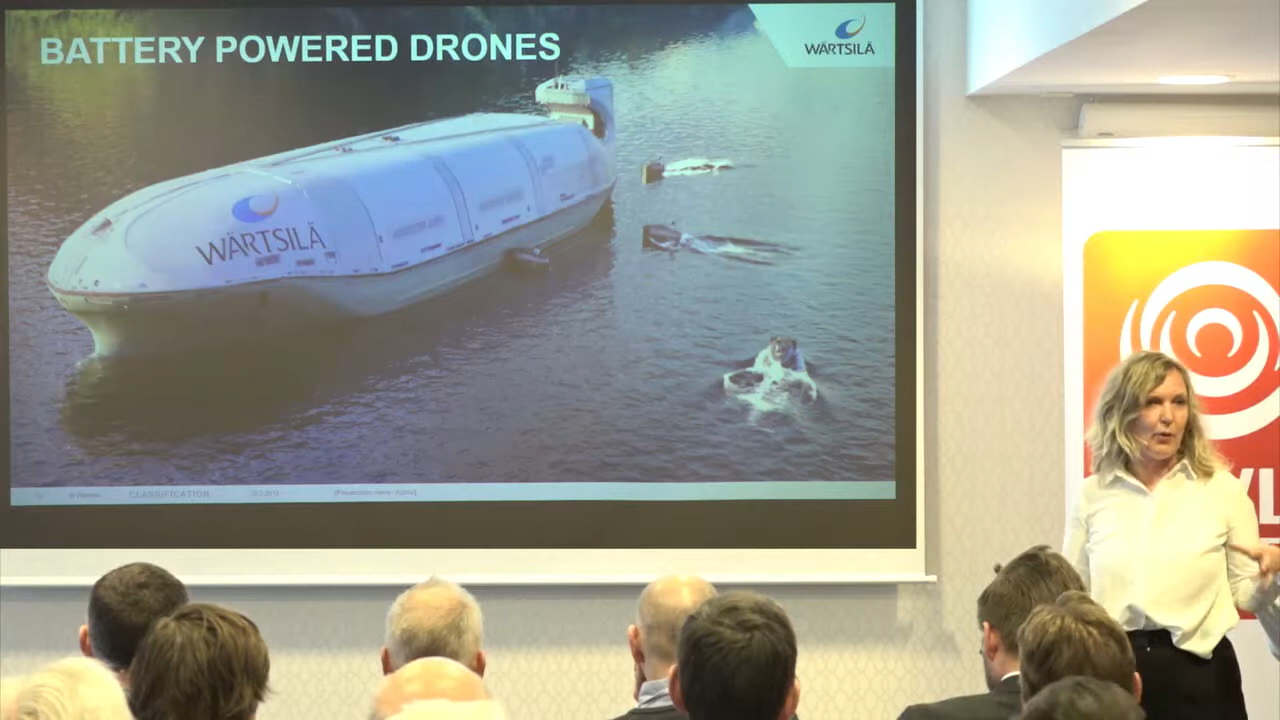 BATTERY POWERED DRONES
WÄRTSILÄ
WÄRTSILÄ
CLASSIFICATION